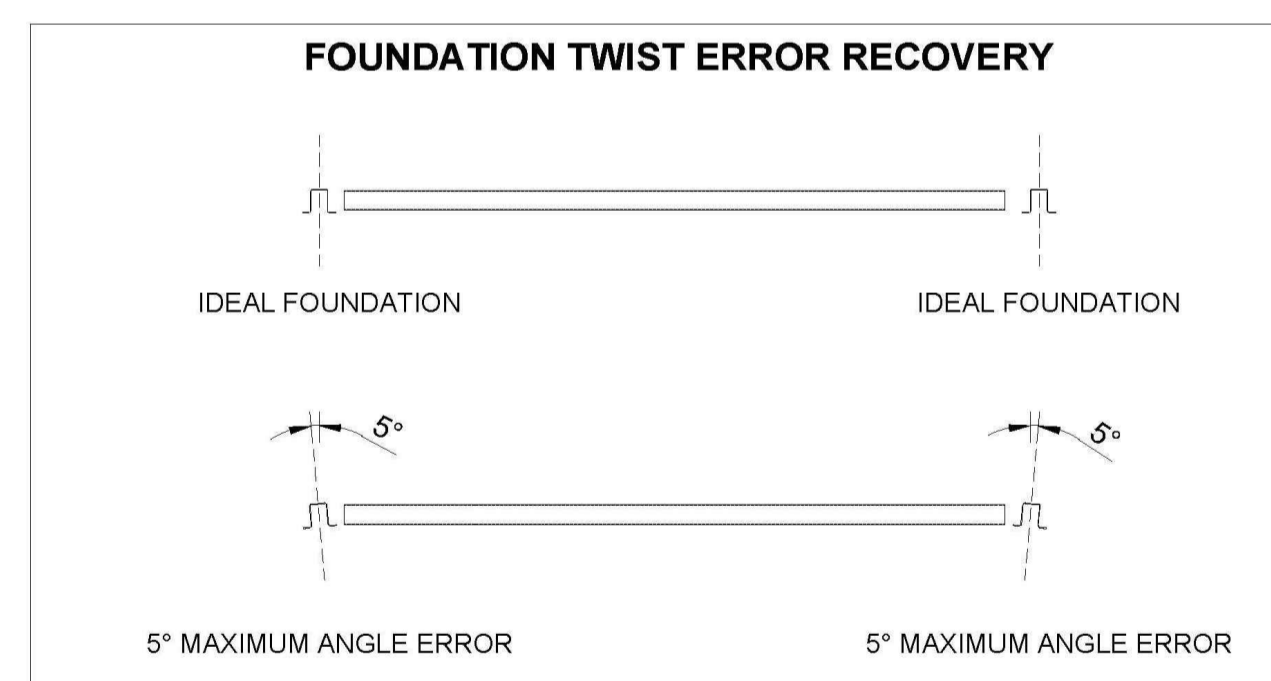 FOUNDATION TWIST ERROR RECOVERY
IDEAL FOUNDATION
IDEAL FOUNDATION
5°
5°
5° MAXIMUM ANGLE ERROR
5° MAXIMUM ANGLE ERROR